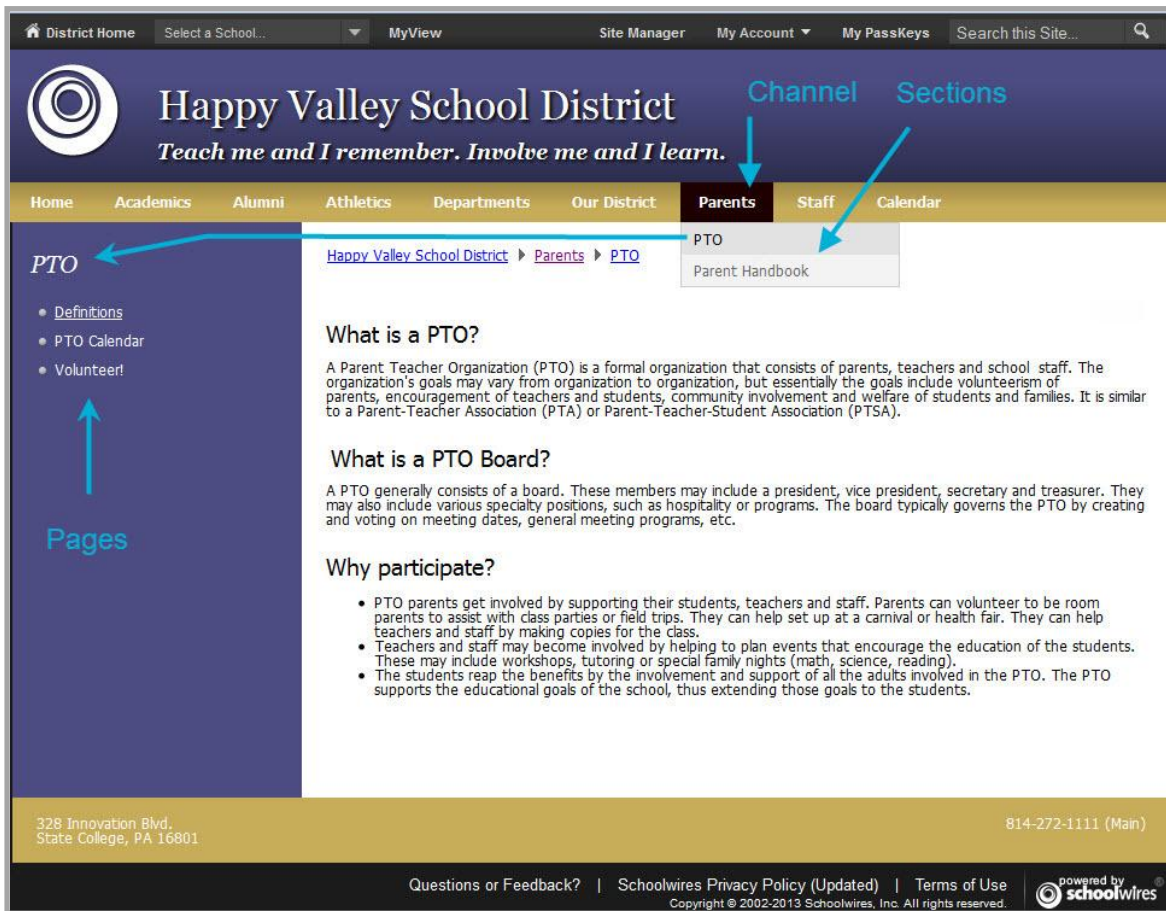 District Home Select a School... MyView Site Manager My Account My PassKeys Search this Site...
Happy Valley School District
Teach me and I remember. Involve me and I learn.
Channel Sections
Home Academics Alumni Athletics Departments Our District Parents Staff Calendar
PTO
Parent Handbook
PTO
Definitions
PTO Calendar
Volunteer!
Pages
Happy Valley School District Parents PTO
What is a PTO?
A Parent Teacher Organization (PTO) is a formal organization that consists of parents, teachers and school staff. The
organization's goals may vary from organization to organization, but essentially the goals include volunteerism of
parents, encouragement of teachers and students, community involvement and welfare of students and families. It is similar
to a Parent-Teacher Association (PTA) or Parent-Teacher-Student Association (PTSA).
What is a PTO Board?
A PTO generally consists of a board. These members may include a president, vice president, secretary and treasurer. They
may also include various specialty positions, such as hospitality or programs. The board typically governs the PTO by creating
and voting on meeting dates, general meeting programs, etc.
Why participate?
PTO parents get involved by supporting their students, teachers and staff. Parents can volunteer to be room
parents to assist with class parties or field trips. They can help set up at a carnival or health fair. They can help
teachers and staff by making copies for the class.
Teachers and staff may become involved by helping to plan events that encourage the education of the students.
These may include workshops, tutoring or special family nights (math, science, reading).
The students reap the benefits by the involvement and support of all the adults involved in the PTO. The PTO
supports the educational goals of the school, thus extending those goals to the students.
328 Innovation Blvd.
State College, PA 16801
814-272-1111 (Main)
Questions or Feedback? | Schoolwires Privacy Policy (Updated) | Terms of Use
Copyright © 2002-2013 Schoolwires, Inc. All rights reserved.
powered by
schoolwires ®